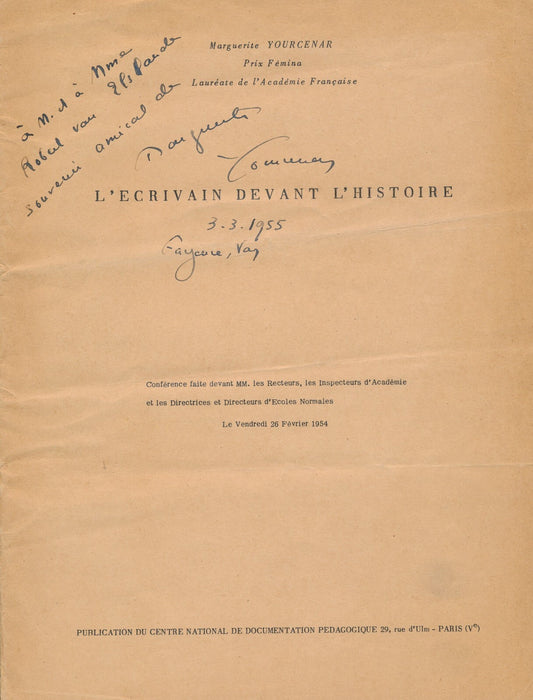 Marguerite YOURCENAR
Prix Fémina
Lauréate de l'Académie Française
à M. et à Mme
Robert van
souvenir amical de
Marguerite
Yourcenar
L'ECRIVAIN DEVANT L'HISTOIRE
3.3.1955
Fayence, Var
Conférence faite devant MM. les Recteurs, les Inspecteurs d'Académie
et les Directrices et Directeurs d'Ecoles Normales
Le Vendredi 26 Février 1954
PUBLICATION DU CENTRE NATIONAL DE DOCUMENTATION PEDAGOGIQUE 29, rue d'Ulm - PARIS (Ve)